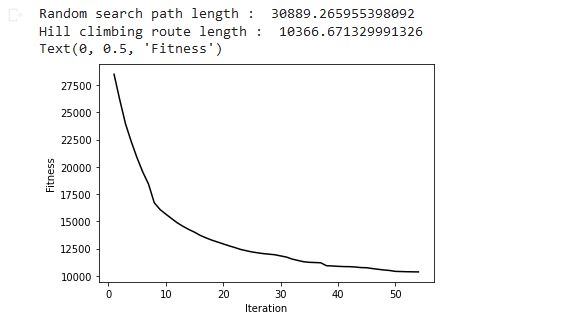 Random search path length :  30889.265955398092
Hill climbing route length :  10366.671329991326
Text(0, 0.5, 'Fitness')
27500
25000
22500
20000
17500
15000
12500
10000
Fitness
0 10 20 30 40 50
Iteration